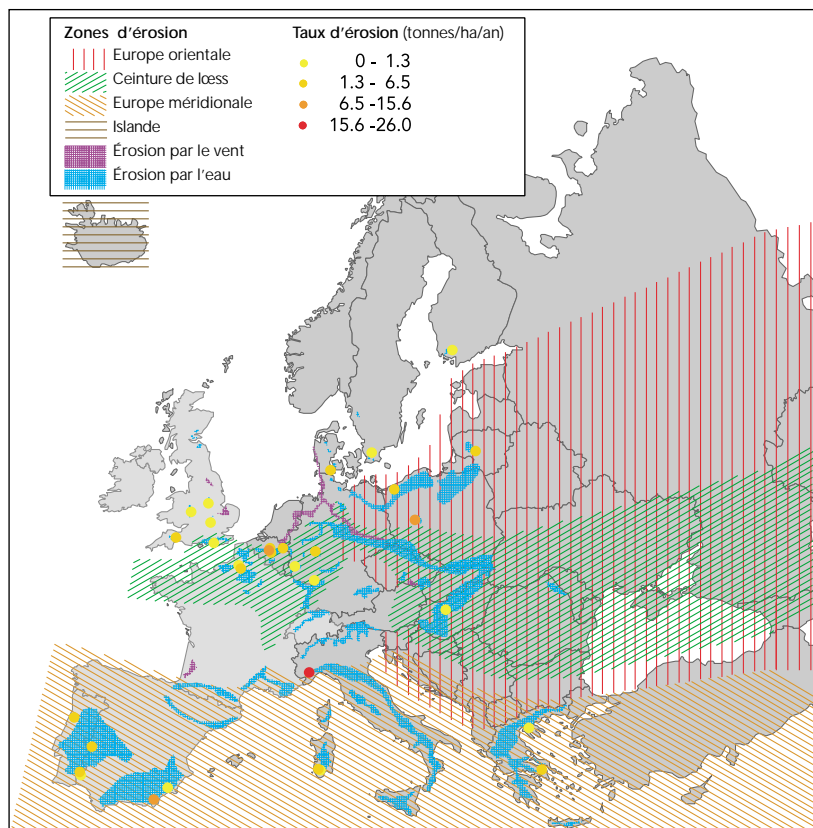 Zones d'érosion
Europe orientale
Ceinture de lœss
Europe méridionale
Islande
Érosion par le vent
Érosion par l'eau
Taux d'érosion (tonnes/ha/an)
0 - 1.3
1.3 - 6.5
6.5 -15.6
15.6 -26.0